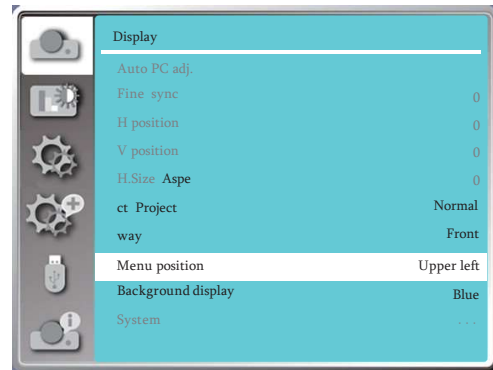 Display
Auto PC adj.
Fine sync 0
H position 0
V position 0
H.Size Aspe 0
ct Project Normal
way Front
Menu position Upper left
Background display Blue
System ...